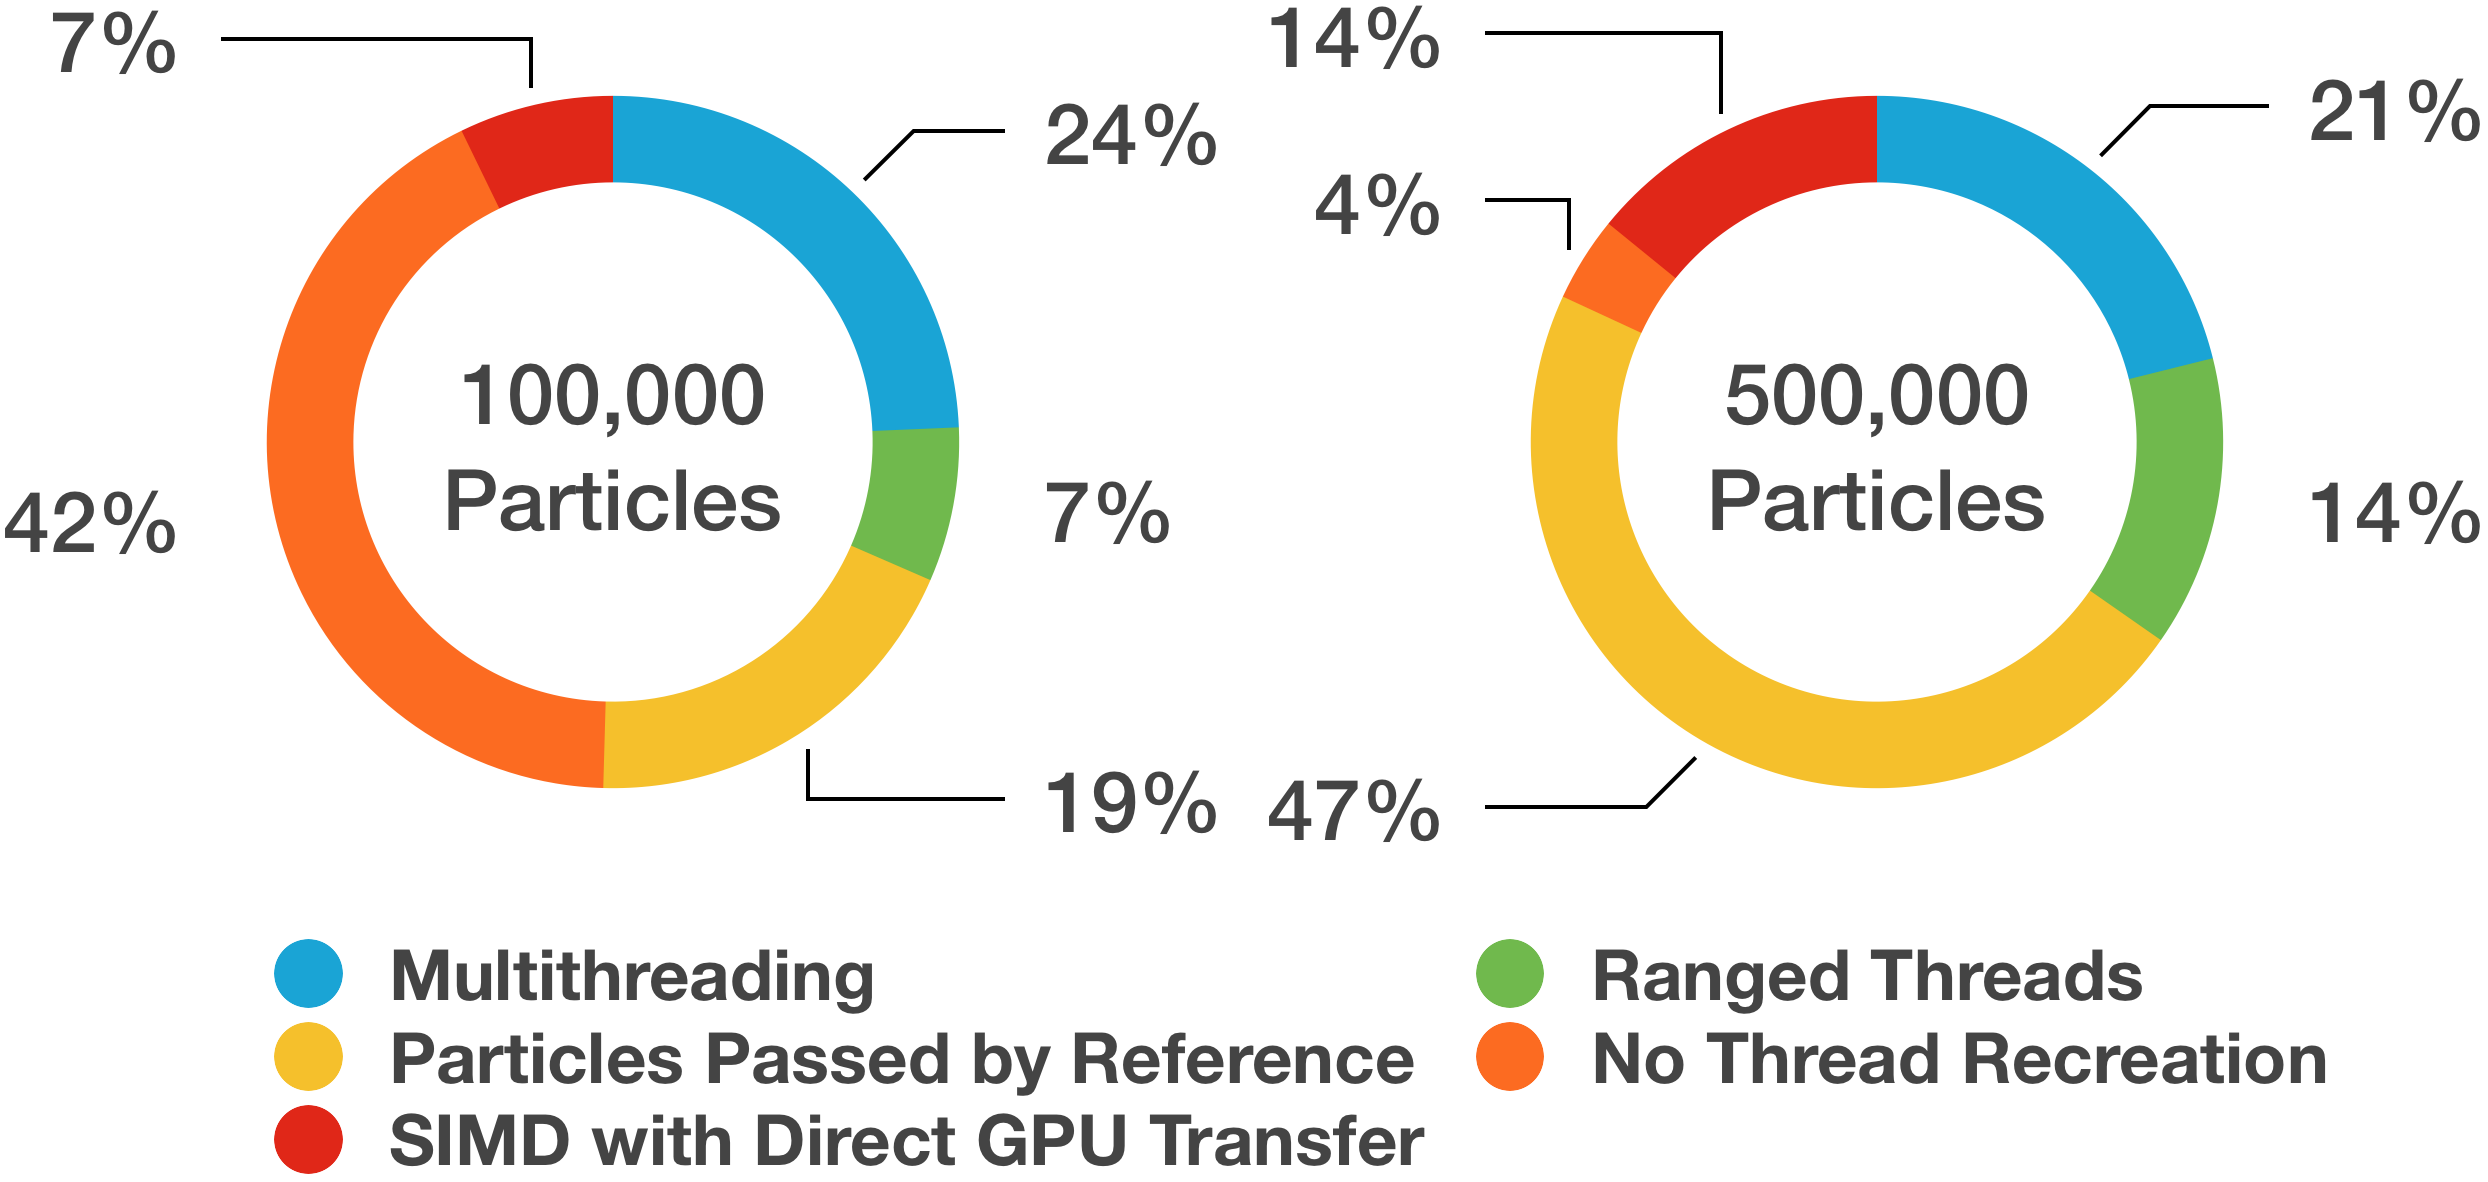 7%
24%
42%
100,000
Particles
7%
19%
14%
21%
4%
500,000
Particles
14%
47%
Multithreading
Ranged Threads
Particles Passed by Reference
No Thread Recreation
SIMD with Direct GPU Transfer